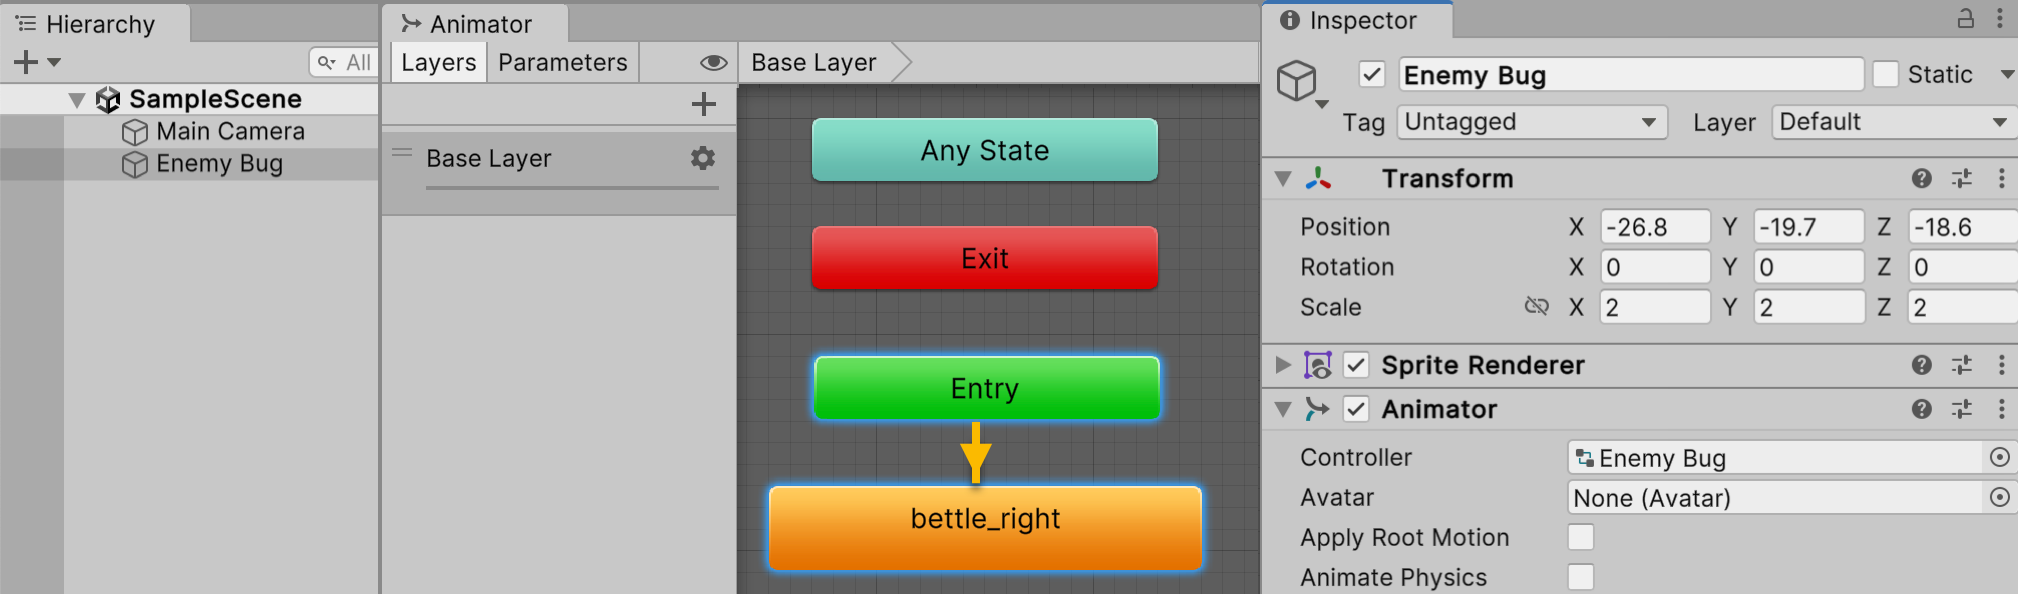 Hierarchy
All
SampleScene
Main Camera
Enemy Bug
Animator
Layers Parameters
Base Layer
Base Layer
Any State
Exit
Entry
bettle_right
Inspector
Enemy Bug Static
Tag Untagged Layer Default
Transform
Position X -26.8 Y -19.7 Z -18.6
Rotation X 0 Y 0 Z 0
Scale X 2 Y 2 Z 2
Sprite Renderer
Animator
Controller Enemy Bug
Avatar None (Avatar)
Apply Root Motion
Animate Physics